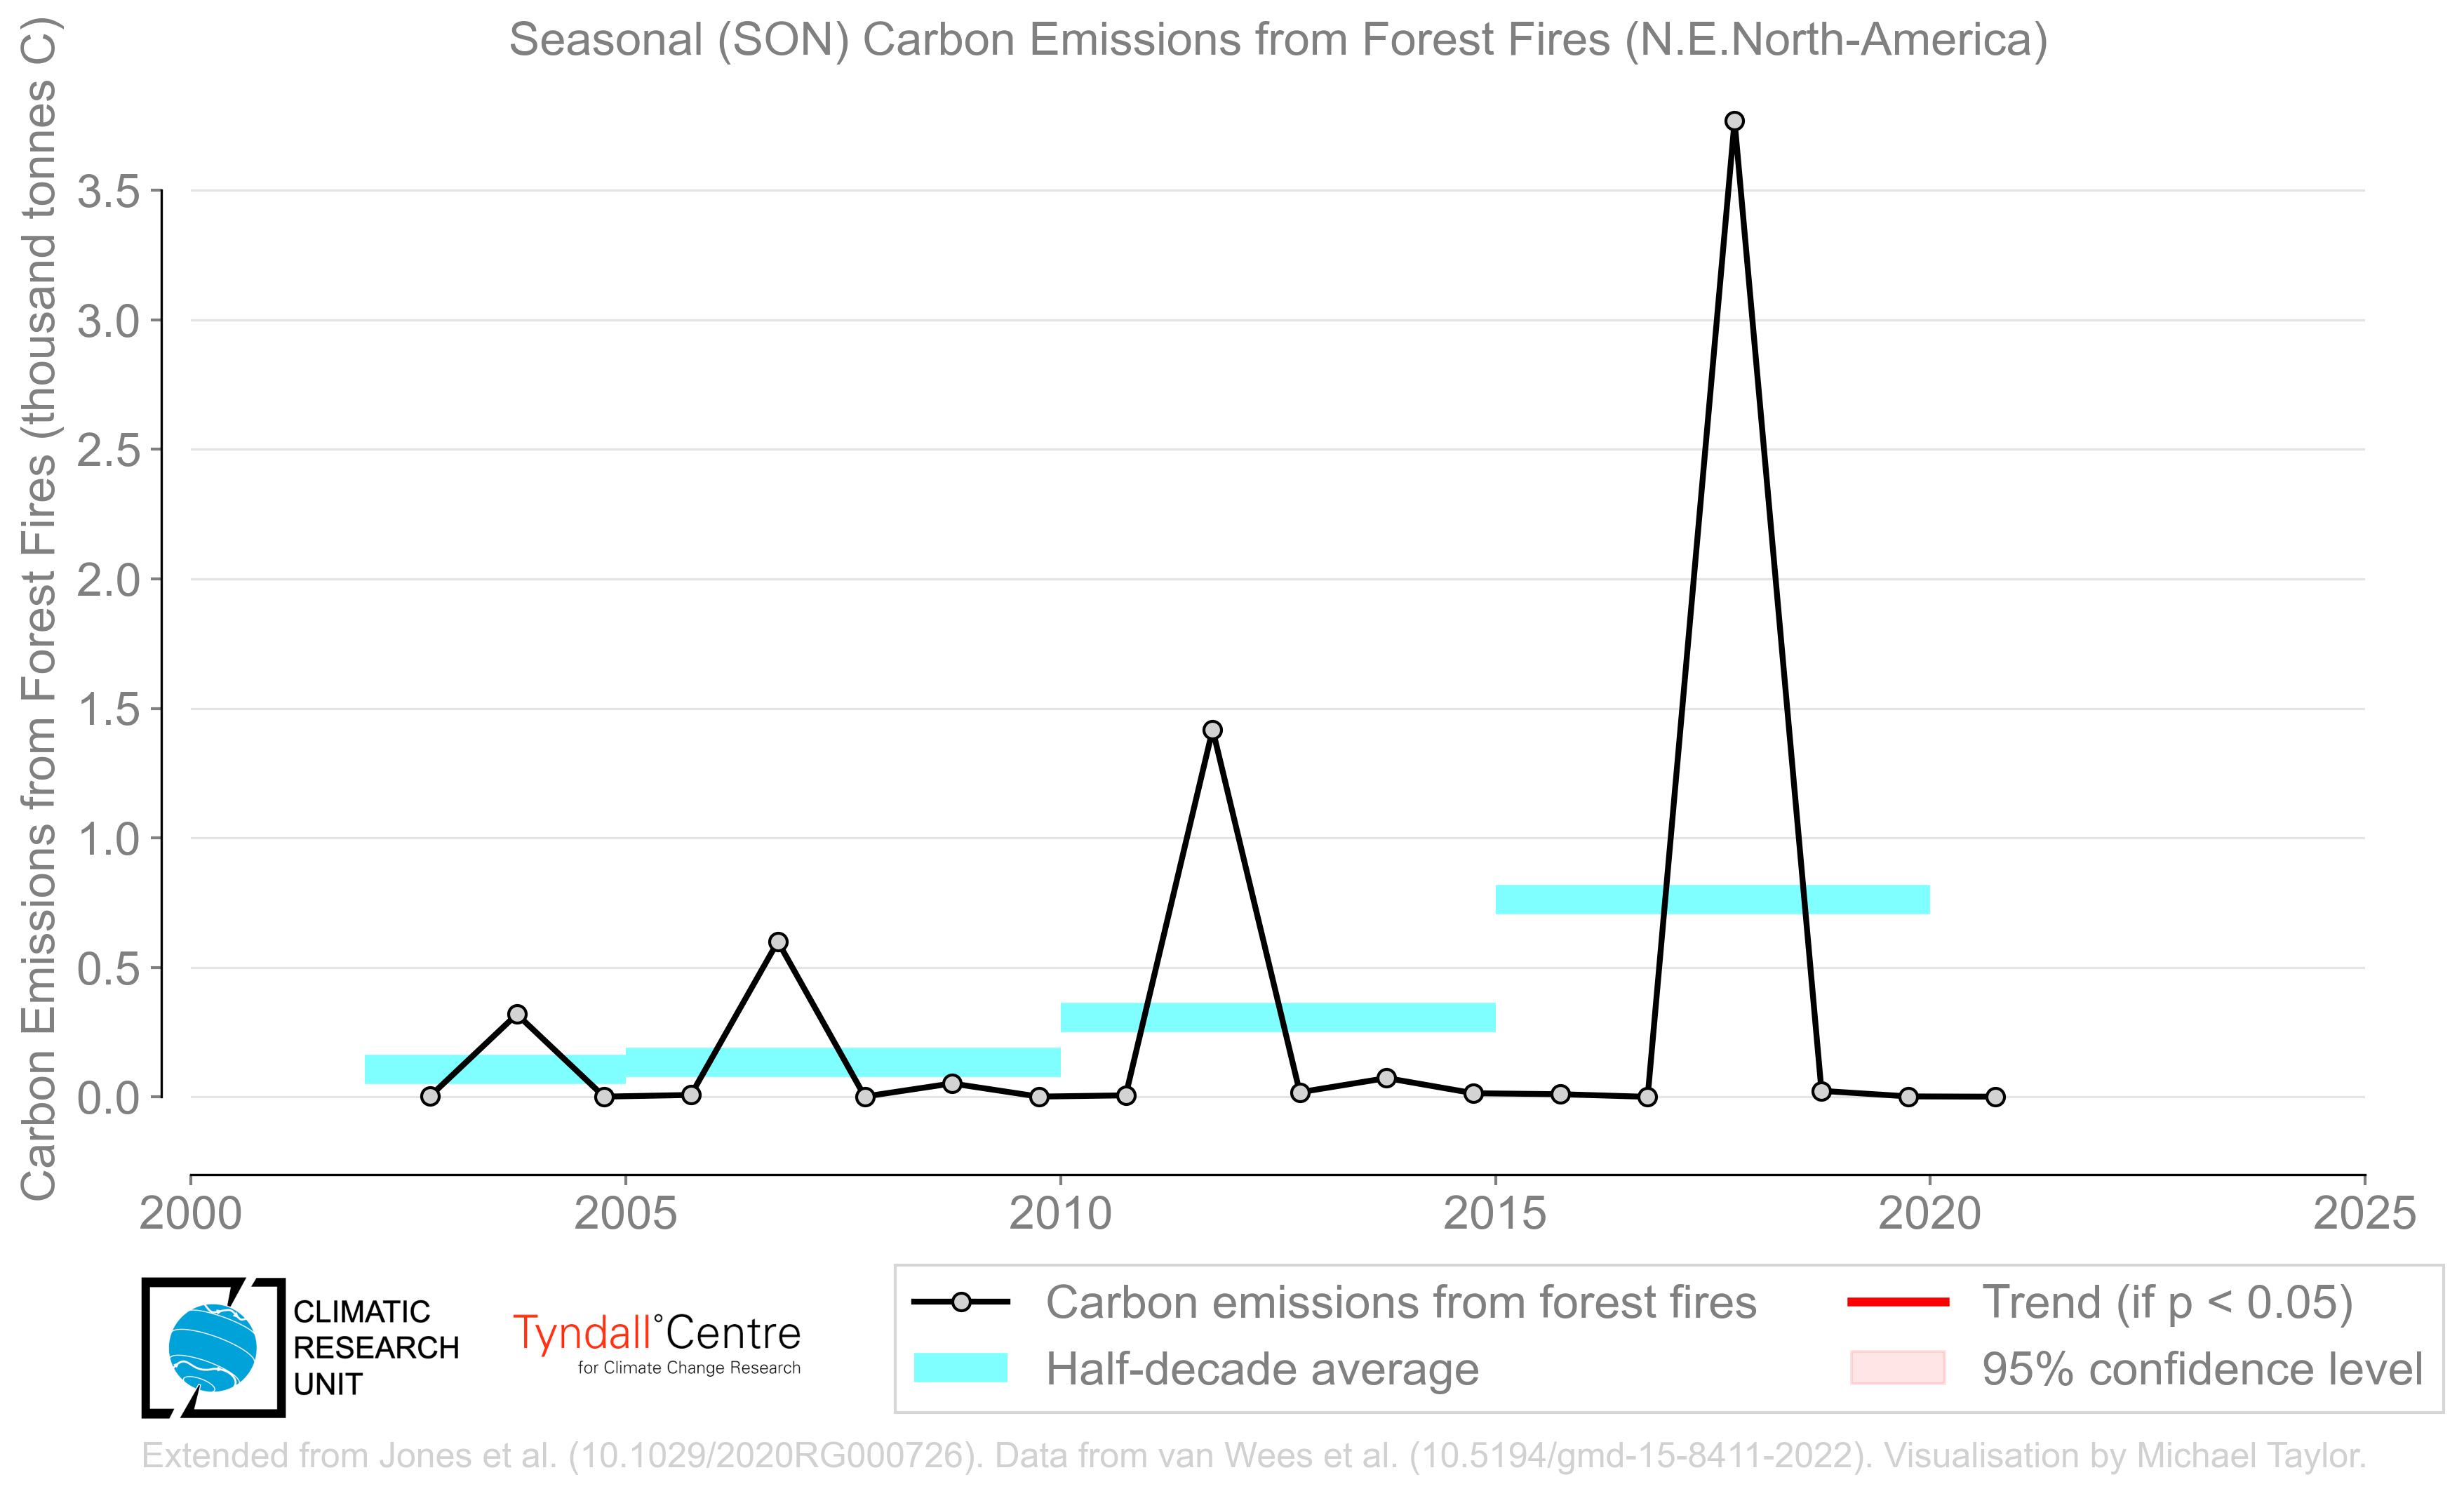 Seasonal (SON) Carbon Emissions from Forest Fires (N.E.North-America)
Carbon Emissions from Forest Fires (thousand tonnes C)
3.5
3.0
2.5
2.0
1.5
1.0
0.5
0.0
2000 2005 2010 2015 2020 2025
CLIMATIC
RESEARCH
UNIT
Tyndall°Centre
for Climate Change Research
Carbon emissions from forest fires
Half-decade average
Trend (if p < 0.05)
95% confidence level
Extended from Jones et al. (10.1029/2020RG000726). Data from van Wees et al. (10.5194/gmd-15-8411-2022). Visualisation by Michael Taylor.